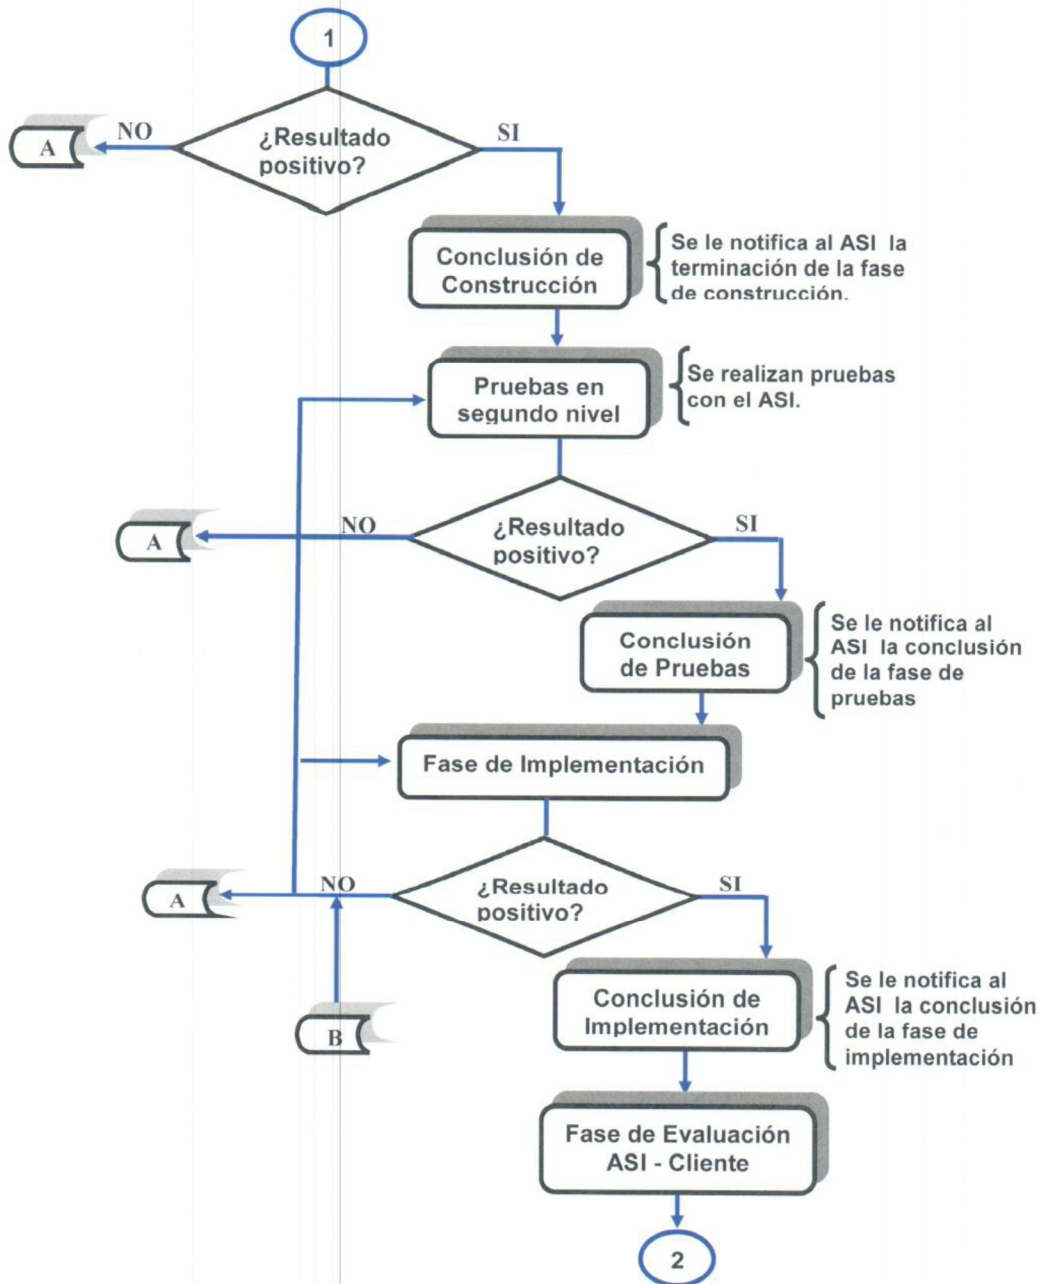 1
¿Resultado
positivo?
NO
SI
A
Conclusión de
Construcción
Se le notifica al ASI la
terminación de la fase
de construcción.
Pruebas en
segundo nivel
Se realizan pruebas
con el ASI.
¿Resultado
positivo?
NO
SI
A
Conclusión
de Pruebas
Se le notifica al
ASI la conclusión
de la fase de
pruebas
Fase de Implementación
¿Resultado
positivo?
NO
SI
A
B
Conclusión de
Implementación
Se le notifica al
ASI la conclusión
de la fase de
implementación
Fase de Evaluación
ASI - Cliente
2